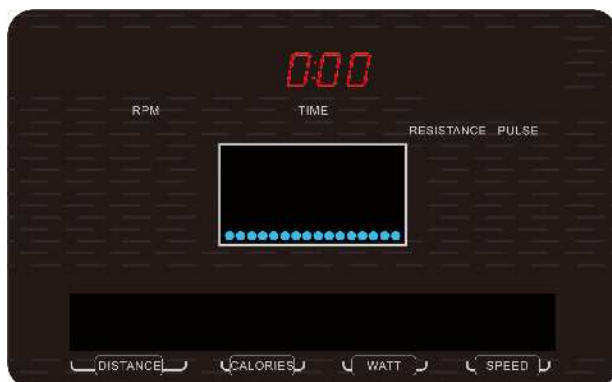 0:00
RPM TIME
RESISTANCE PULSE
DISTANCE CALORIES WATT SPEED